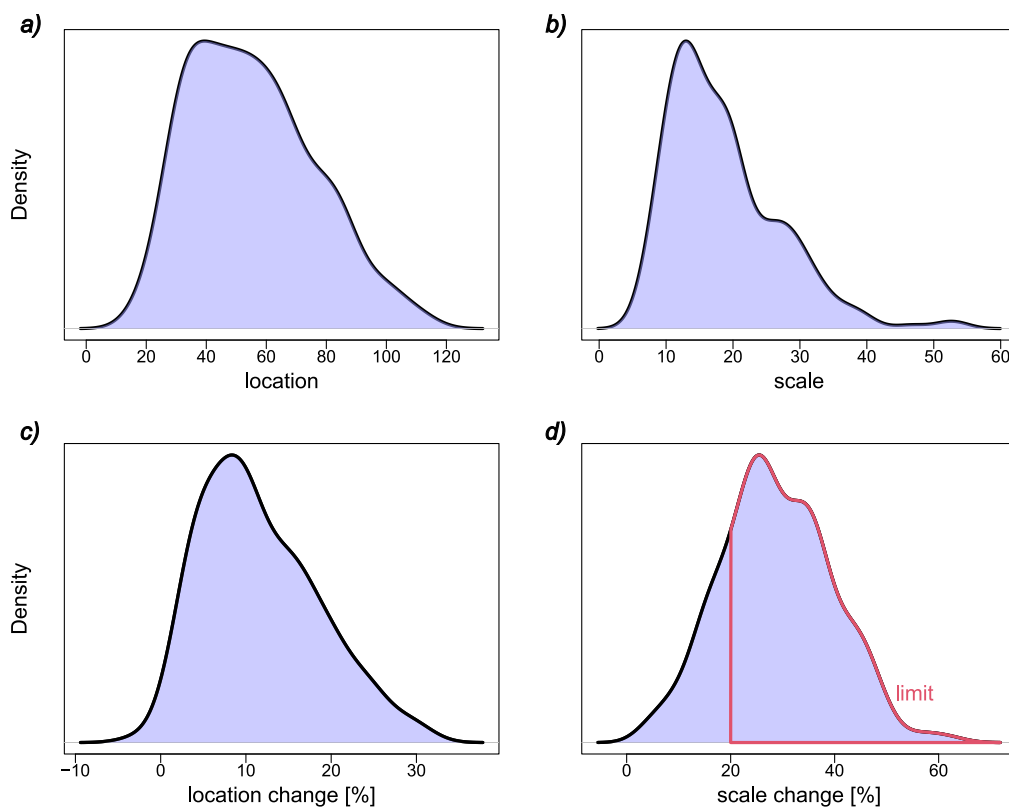 a)
b)
Density
0 20 40 60 80 100 120
0 10 20 30 40 50 60
location
scale
c)
d)
Density
limit
−10 0 10 20 30
0 20 40 60
location change [%]
scale change [%]